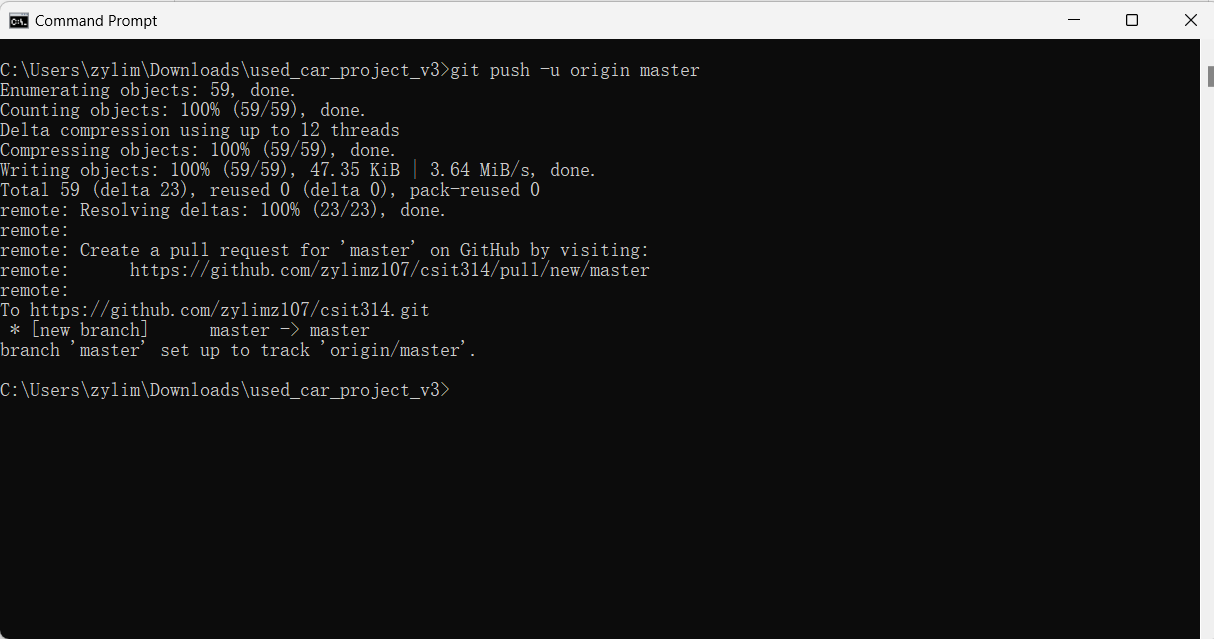 Command Prompt
C:\Users\zylim\Downloads\used_car_project_v3>git push -u origin master
Enumerating objects: 59, done.
Counting objects: 100% (59/59), done.
Delta compression using up to 12 threads
Compressing objects: 100% (59/59), done.
Writing objects: 100% (59/59), 47.35 KiB | 3.64 MiB/s, done.
Total 59 (delta 23), reused 0 (delta 0), pack-reused 0
remote: Resolving deltas: 100% (23/23), done.
remote:
remote: Create a pull request for 'master' on GitHub by visiting:
remote:      https://github.com/zylimz107/csit314/pull/new/master
remote:
To https://github.com/zylimz107/csit314.git
 * [new branch]      master -> master
branch 'master' set up to track 'origin/master'.
C:\Users\zylim\Downloads\used_car_project_v3>